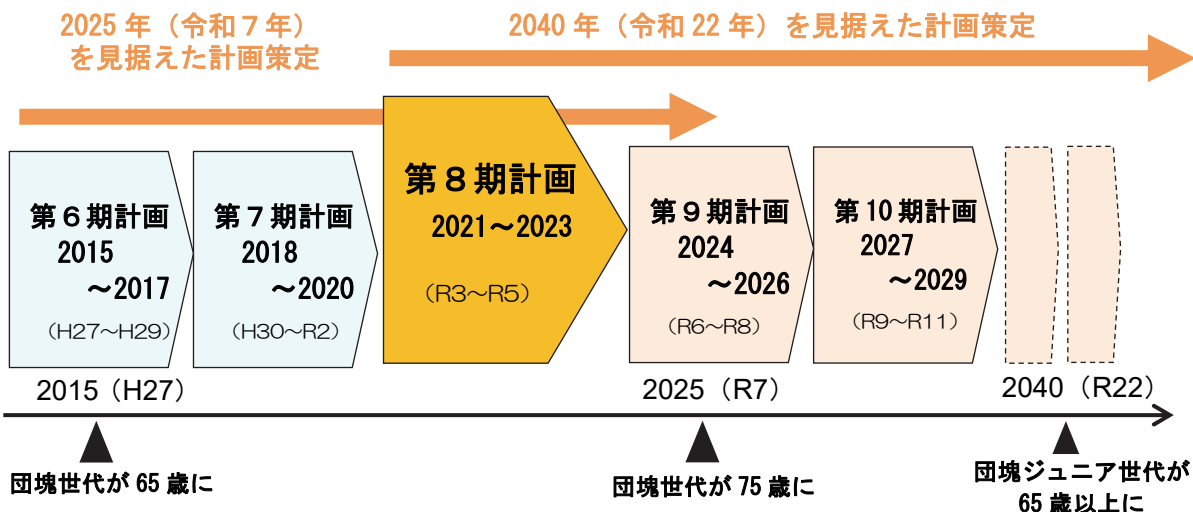 2025 年（令和７年）
を見据えた計画策定
2040 年（令和 22 年）を見据えた計画策定
第６期計画
2015
～2017
（H27～H29）
第７期計画
2018
～2020
（H30～R2）
第８期計画
2021～2023
（R3～R5）
第９期計画
2024
～2026
（R6～R8）
第 10 期計画
2027
～2029
（R9～R11）
2015（H27）
2025（R7）
2040（R22）
団塊世代が 65 歳に
団塊世代が 75 歳に
団塊ジュニア世代が
65 歳以上に